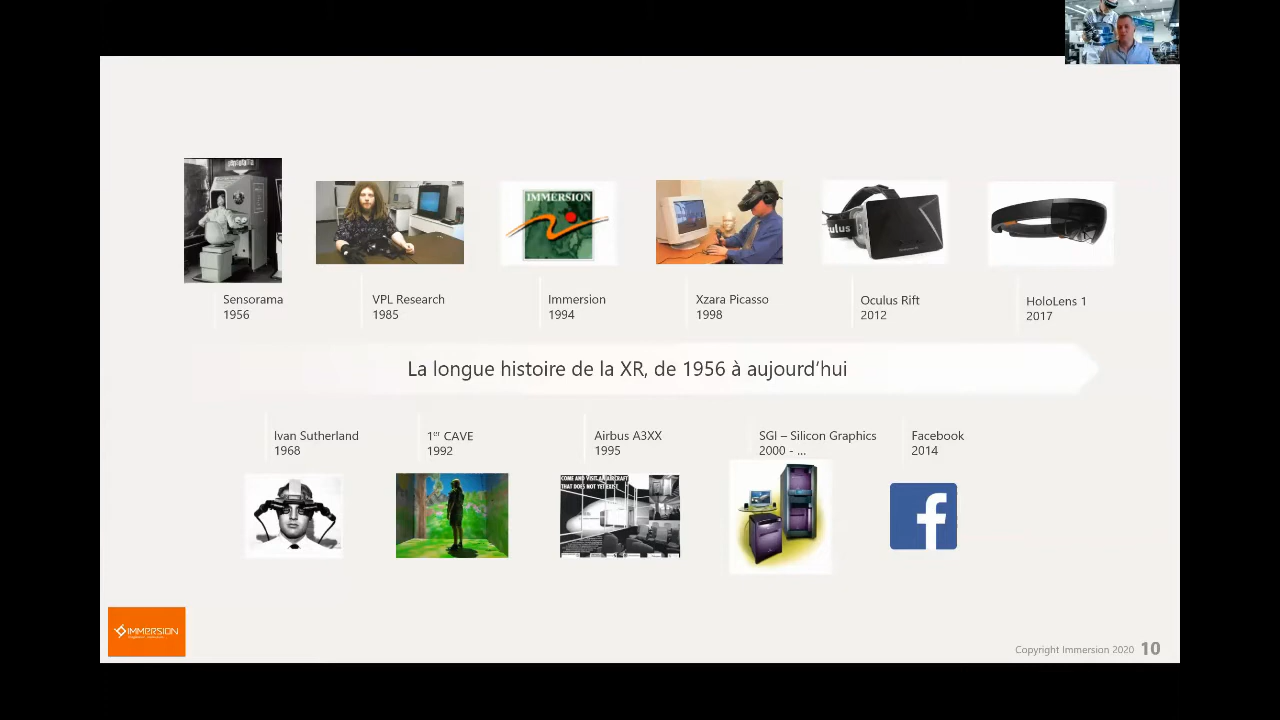 IMMERSION
culus
Sensorama
1956
VPL Research
1985
Immersion
1994
Xzara Picasso
1998
Oculus Rift
2012
HoloLens 1
2017
La longue histoire de la XR, de 1956 à aujourd’hui
Ivan Sutherland
1968
1er CAVE
1992
Airbus A3XX
1995
SGI – Silicon Graphics
2000 - ...
Facebook
2014
COME AND VISIT AN AIRCRAFT
THAT DOES NOT YET EXIST
f
IMMERSION
Copyright Immersion 2020 10